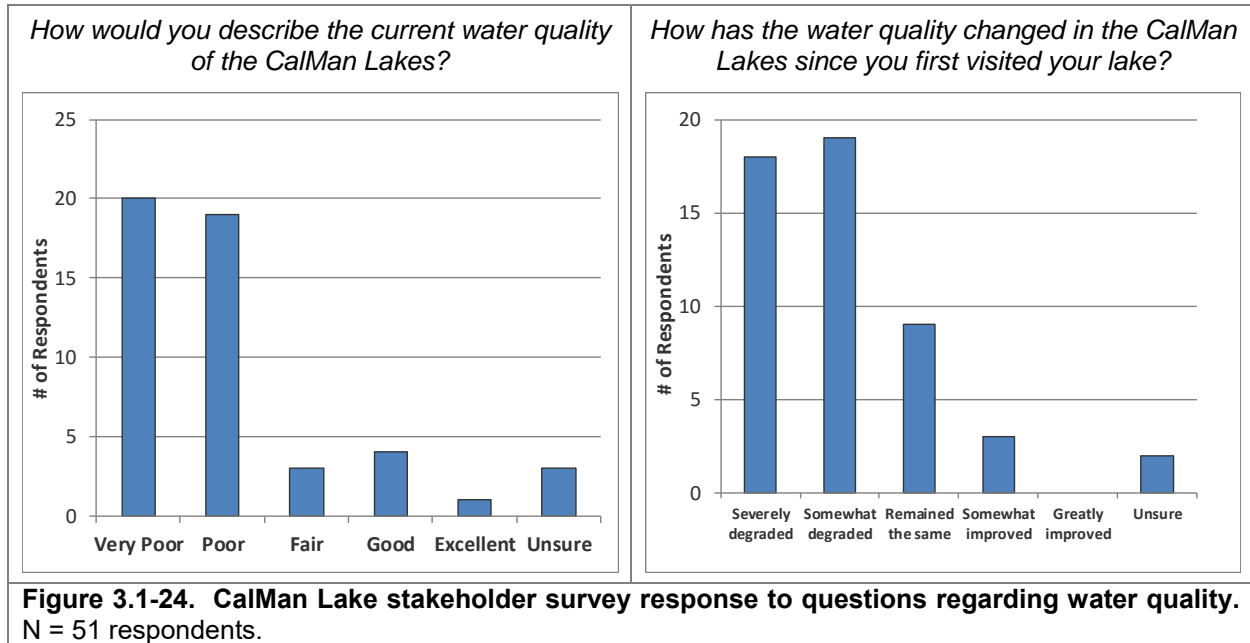 How would you describe the current water quality
of the CalMan Lakes?
25
20
15
10
5
0
# of Respondents
Very Poor Poor Fair Good Excellent Unsure
How has the water quality changed in the CalMan
Lakes since you first visited your lake?
20
15
10
5
0
# of Respondents
Severely degraded
Somewhat degraded
Remained the same
Somewhat improved
Greatly improved
Unsure
Figure 3.1-24. CalMan Lake stakeholder survey response to questions regarding water quality.
N = 51 respondents.